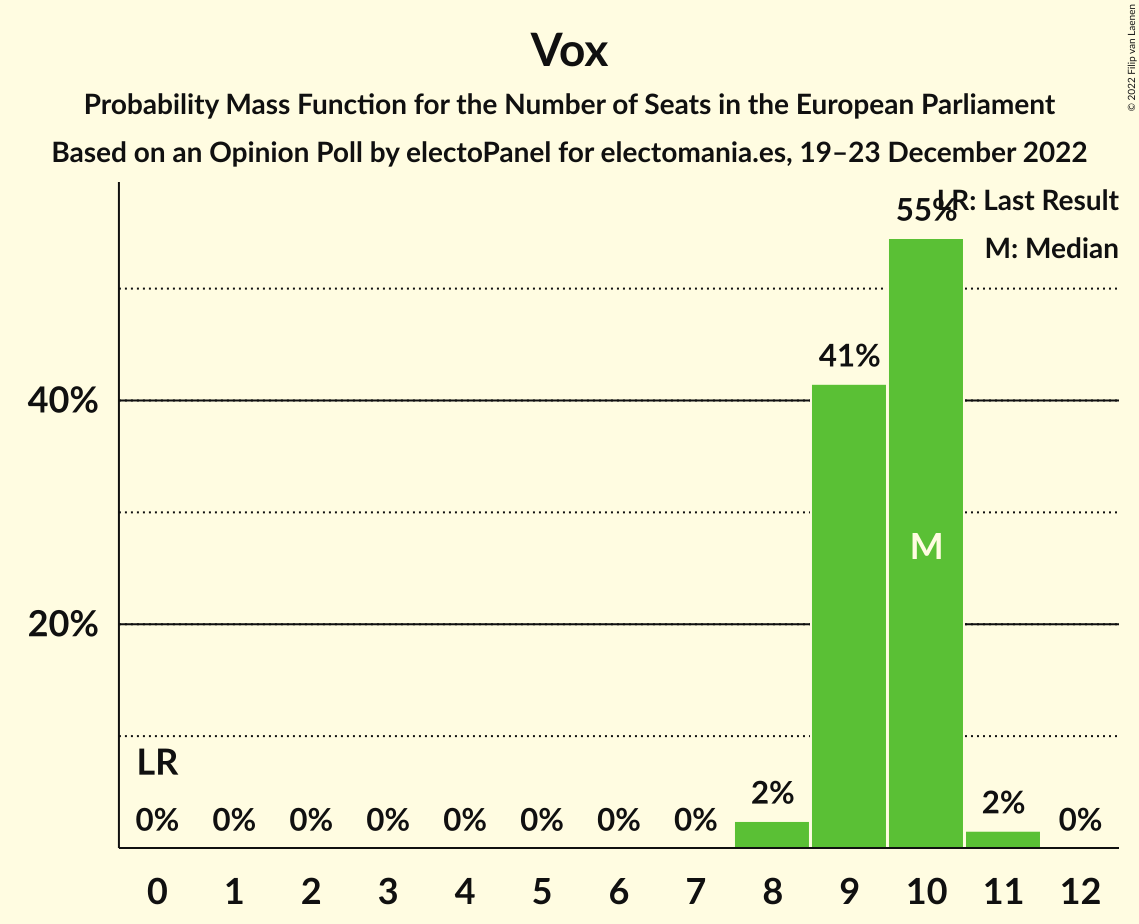 Vox
Probability Mass Function for the Number of Seats in the European Parliament
Based on an Opinion Poll by electoPanel for electomania.es, 19–23 December 2022
© 2022 Filip van Laenen
LR: Last Result
M: Median
55%
41%
40%
M
20%
LR
0% 0% 0% 0% 0% 0% 0% 0% 2% 2% 0%
0 1 2 3 4 5 6 7 8 9 10 11 12